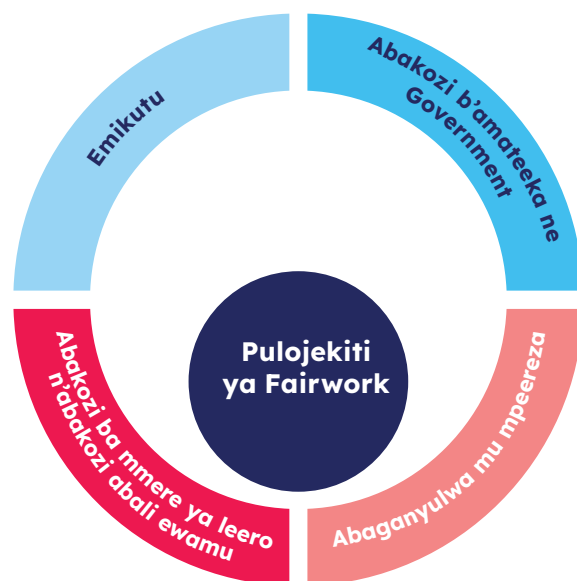 Emikutu
Abakozi b'amateeka ne
Government
Pulojekiti
ya Fairwork
Abakozi ba mmere ya leero
n'abakozi abali ewamu
Abaganyulwa mu mpeereza